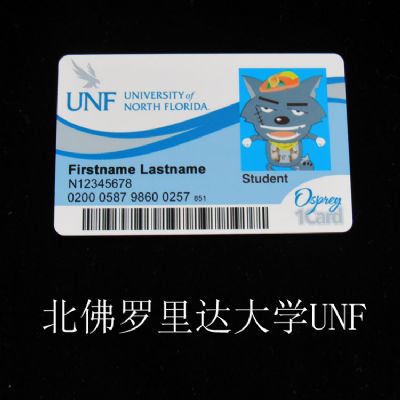 UNF
UNIVERSITY of
NORTH FLORIDA.
Firstname Lastname
N12345678
0200 0587 9860 0257 851
Student
Osprey
1Card
北佛罗里达大学UNF